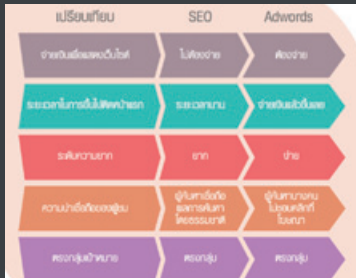 เปรียบเทียบ SEO Adwords
จ่ายเงินเพื่อแสดงเว็บไซต์ ไม่ต้องจ่าย ต้องจ่าย
ระยะเวลาในการขึ้นไปติดหน้าแรก ระยะเวลานาน จ่ายเงินแล้วขึ้นเลย
ระดับความยาก ยาก ง่าย
ความน่าเชื่อถือของผู้ชม
ผู้ค้นหาเชื่อถือ
ผลการค้นหา
โดยธรรมชาติ
ผู้ค้นหาบางคน
ไม่ชอบคลิกที่
โฆษณา
ตรงกลุ่มเป้าหมาย ตรงกลุ่ม ตรงกลุ่ม